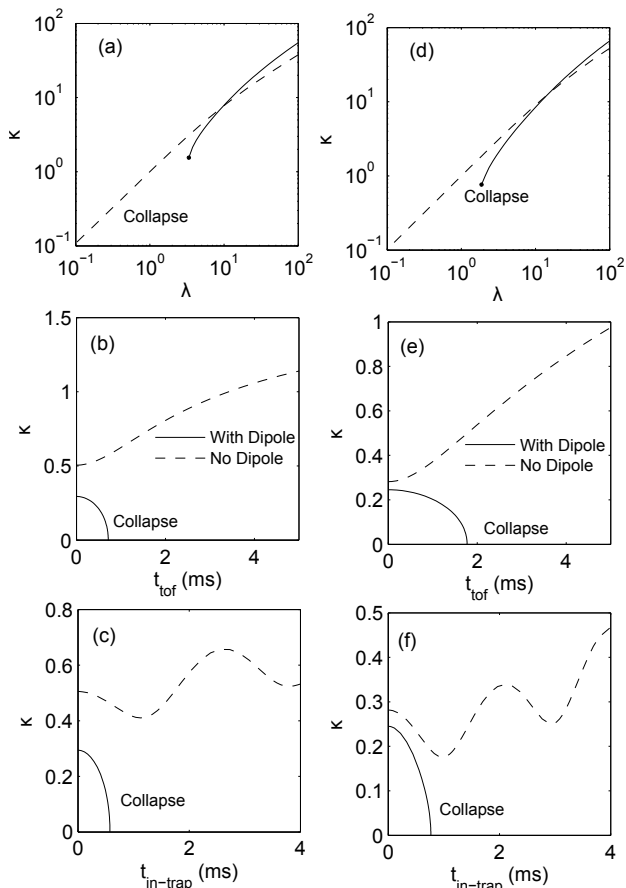 (a)
κ
10^2
10^1
10^0
10^-1
Collapse
10^-1
10^0
10^1
10^2
λ
(d)
κ
10^2
10^1
10^0
10^-1
Collapse
10^-1
10^0
10^1
10^2
λ
(b)
κ
1.5
1
0.5
0
With Dipole
No Dipole
Collapse
0
2
4
t_tof (ms)
(e)
κ
1
0.8
0.6
0.4
0.2
0
With Dipole
No Dipole
Collapse
0
2
4
t_tof (ms)
(c)
κ
0.8
0.6
0.4
0.2
0
Collapse
0
2
4
t_in-trap (ms)
(f)
κ
0.5
0.4
0.3
0.2
0.1
0
Collapse
0
2
4
t_in-trap (ms)